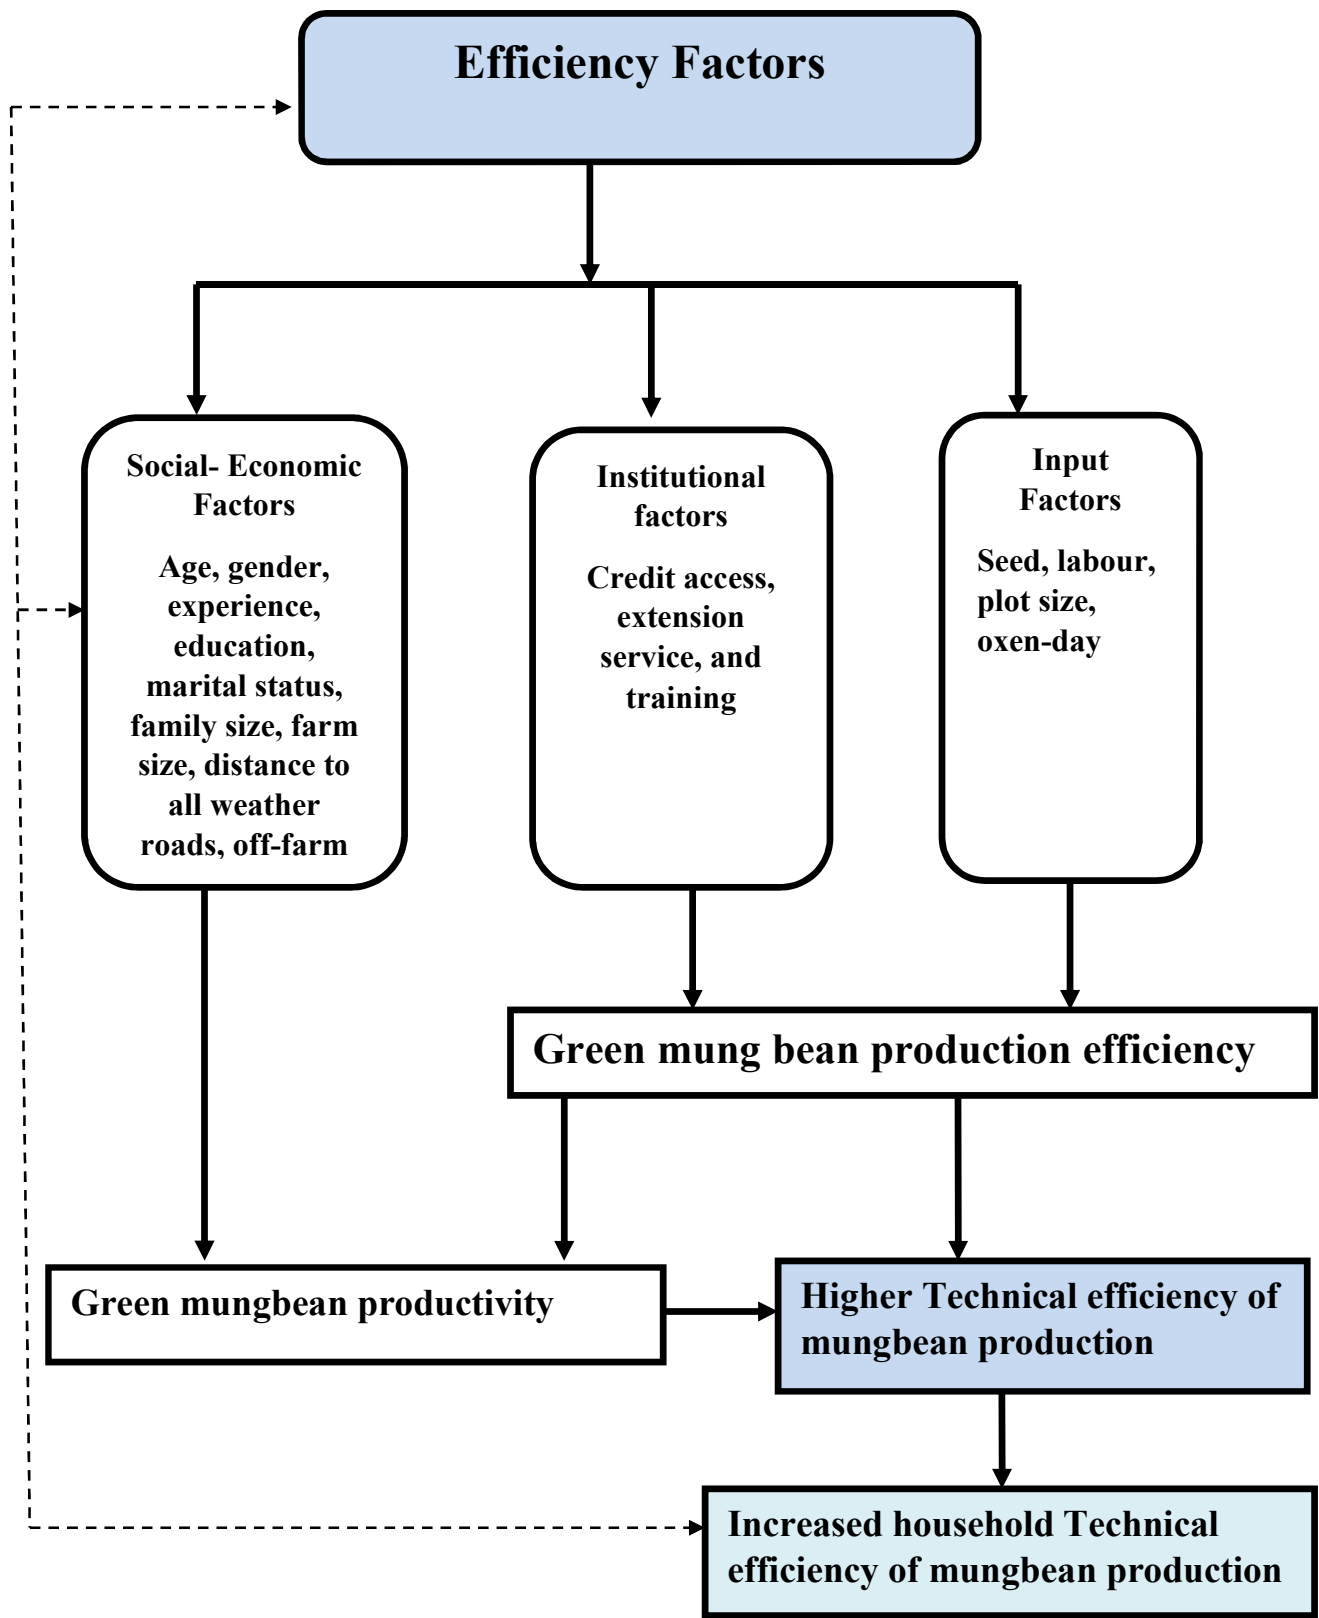 Efficiency Factors
Social- Economic
Factors
Age, gender,
experience,
education,
marital status,
family size, farm
size, distance to
all weather
roads, off-farm
Institutional
factors
Credit access,
extension
service, and
training
Input
Factors
Seed, labour,
plot size,
oxen-day
Green mung bean production efficiency
Green mungbean productivity
Higher Technical efficiency of
mungbean production
Increased household Technical
efficiency of mungbean production